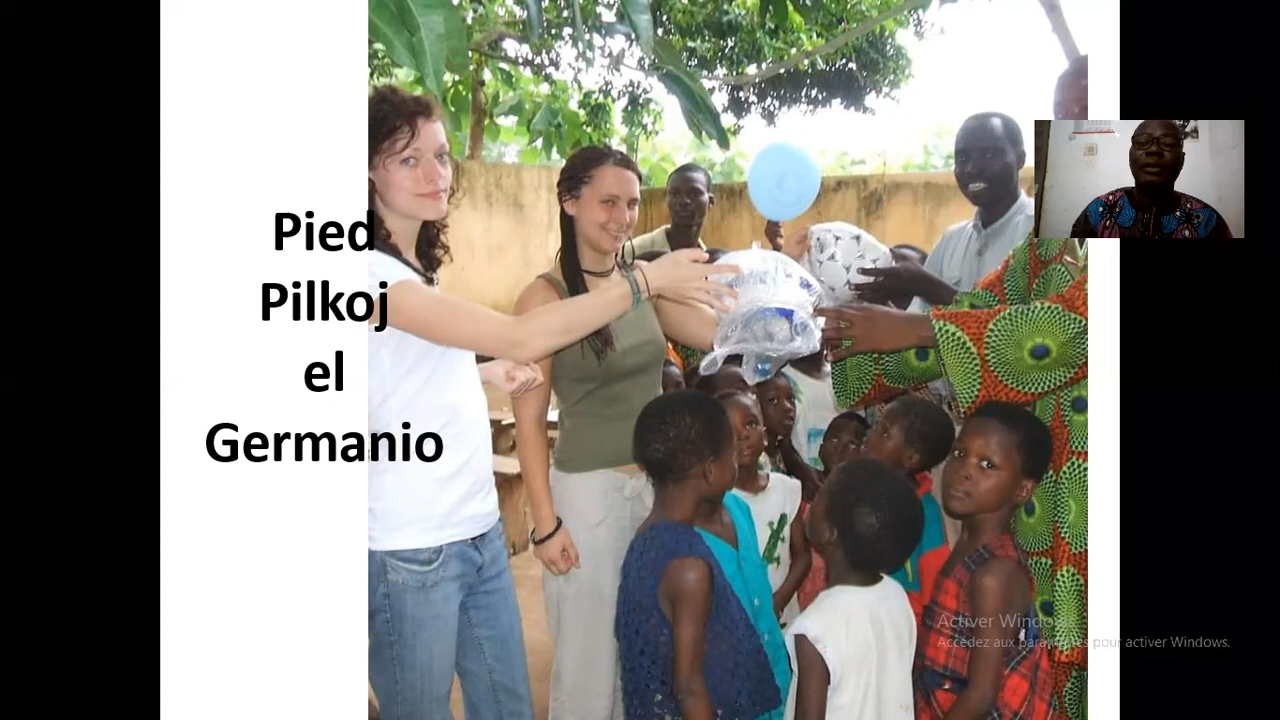 Pied
Pilkoj
el
Germanio
Activer Windows
Accédez aux paramètres pour activer Windows.